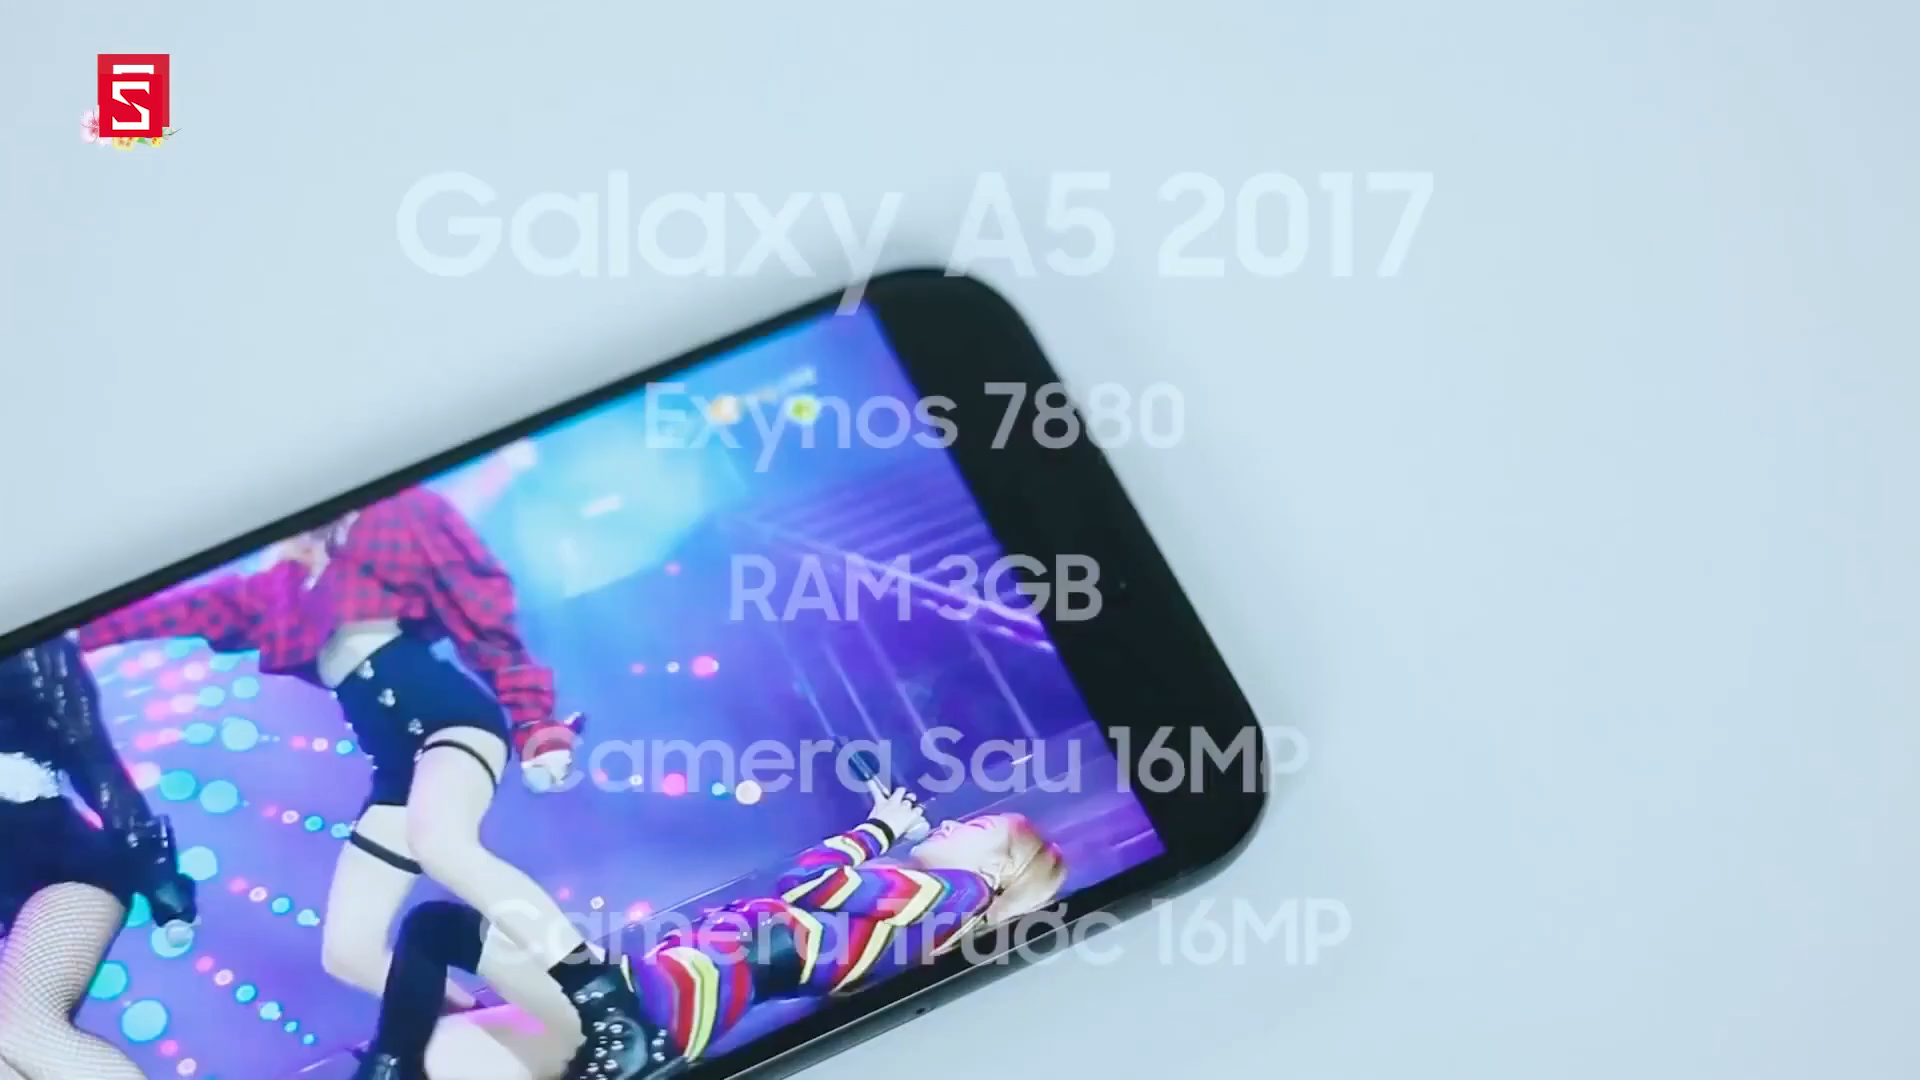 Galaxy A5 2017
Exynos 7880
RAM 3GB
Camera Sau 16MP
Camera Trước 16MP